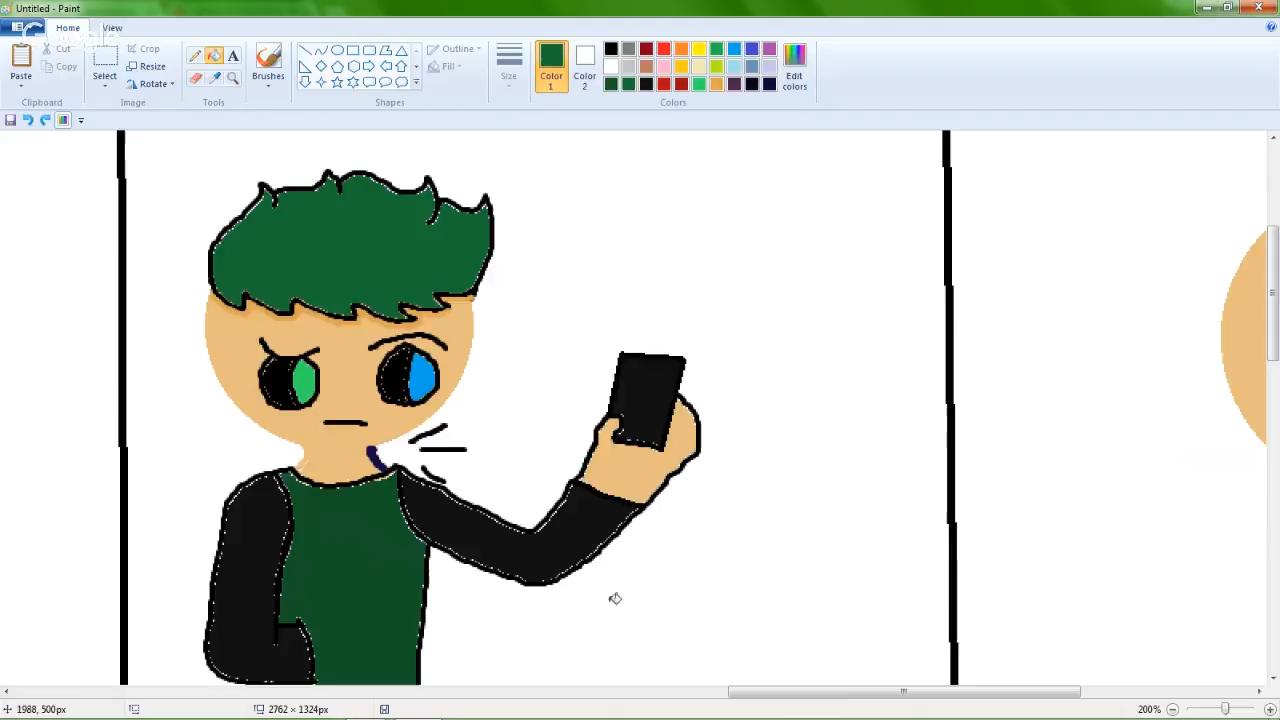 Untitled - Paint
Home View
Paste
Cut
Copy
Clipboard
Select
Crop
Resize
Rotate
Image
A
Tools
Brushes
Shapes
Outline
Fill
Size
Color 1
Color 2
Colors
Edit colors
1988, 500px
2762 × 1324px
200%